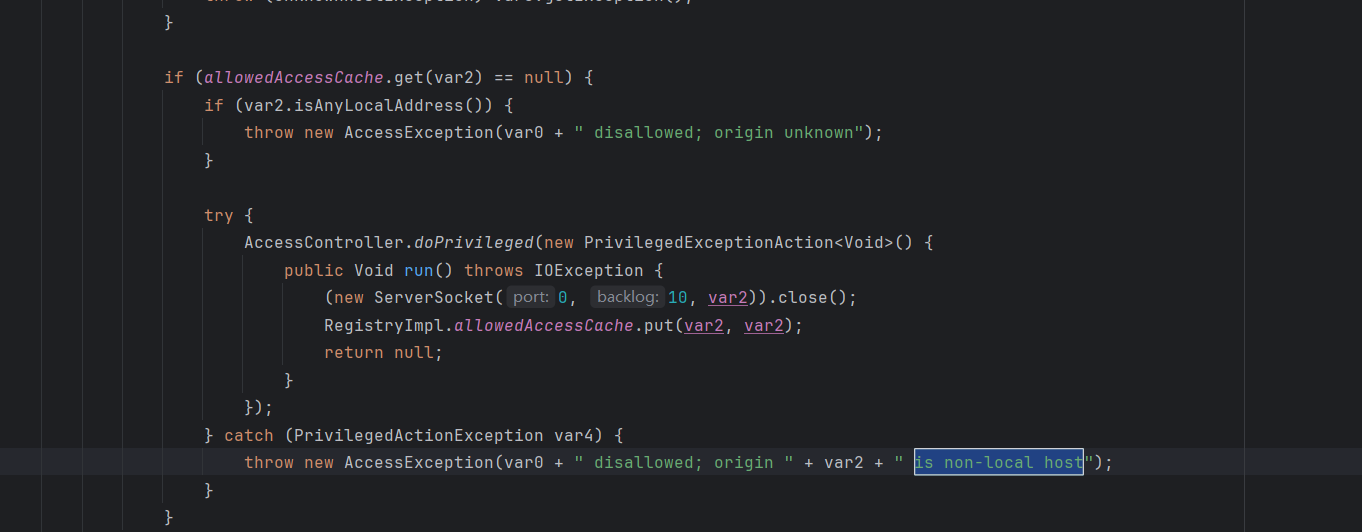 }
if (allowedAccessCache.get(var2) == null) {
if (var2.isAnyLocalAddress()) {
throw new AccessException(var0 + " disallowed; origin unknown");
}
try {
AccessController.doPrivileged(new PrivilegedExceptionAction<Void>() {
public Void run() throws IOException {
(new ServerSocket( port: 0, backlog: 10, var2)).close();
RegistryImpl.allowedAccessCache.put(var2, var2);
return null;
}
});
} catch (PrivilegedActionException var4) {
throw new AccessException(var0 + " disallowed; origin " + var2 + " is non-local host");
}
}